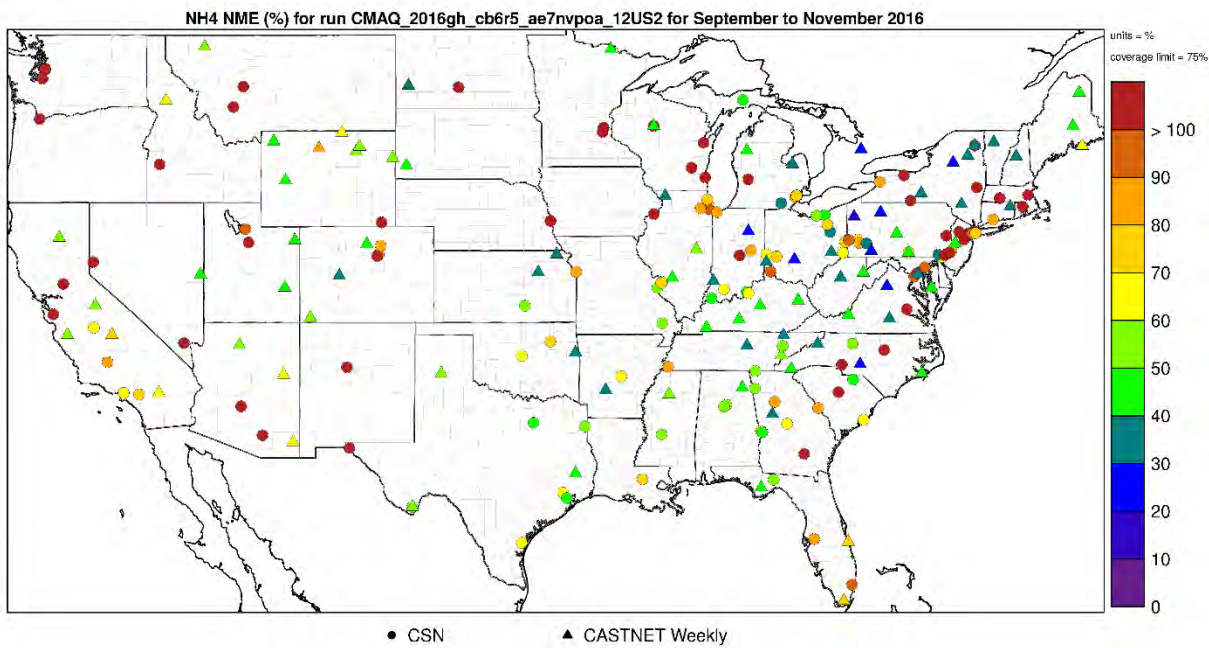 NH4 NME (%) for run CMAQ_2016gh_cb6r5_ae7nvpoa_12US2 for September to November 2016
units = %
coverage limit = 75%
> 100
90
80
70
60
50
40
30
20
10
0
CSN
CASTNET Weekly